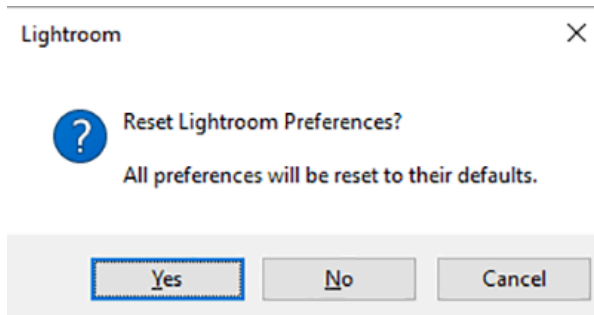 Lightroom
Reset Lightroom Preferences?
All preferences will be reset to their defaults.
Yes
No
Cancel